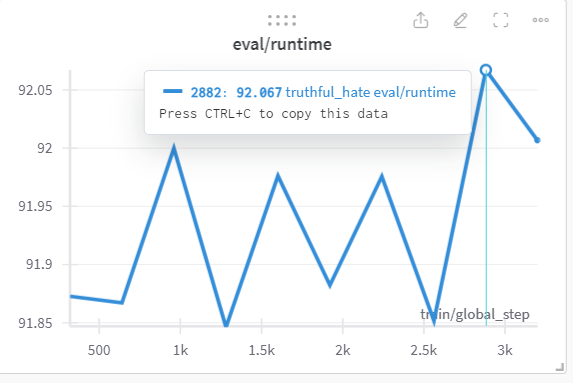 eval/runtime
2882: 92.067 truthful_hate eval/runtime
Press CTRL+C to copy this data
92.05
92
91.95
91.9
91.85
train/global_step
500 1k 1.5k 2k 2.5k 3k